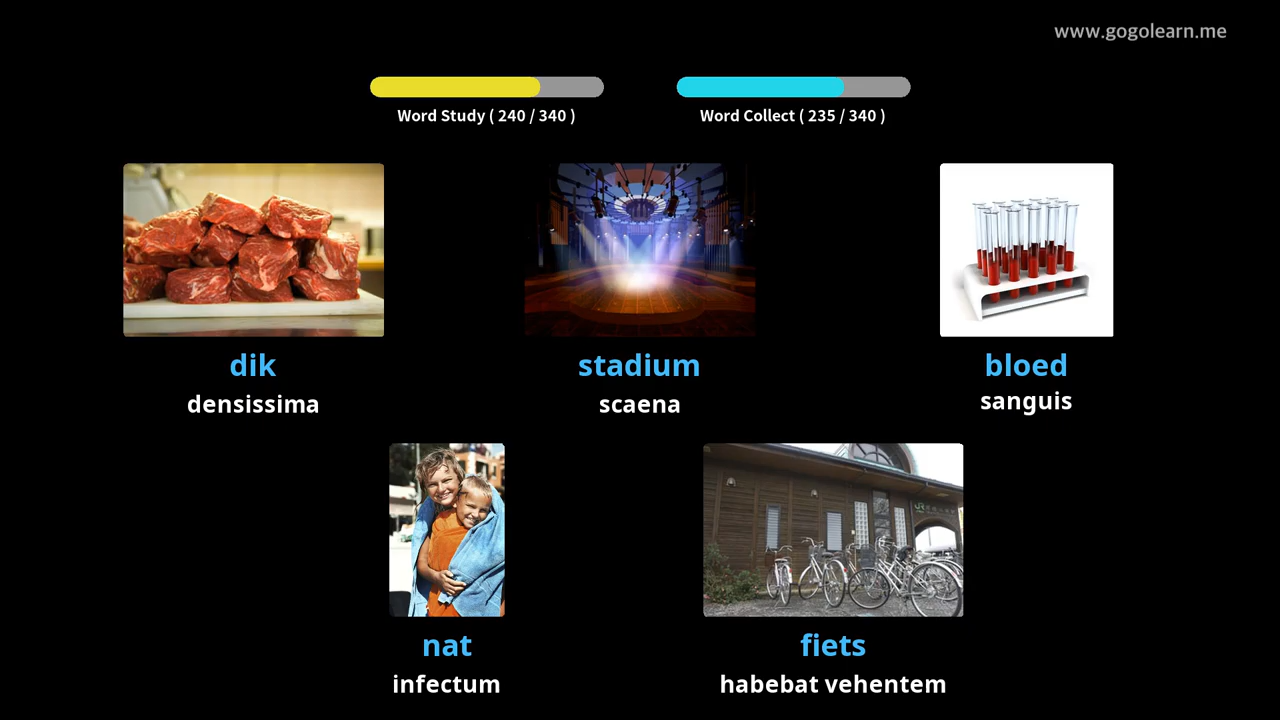 www.gogolearn.me
Word Study ( 240 / 340 )
Word Collect ( 235 / 340 )
dik
densissima
stadium
scaena
bloed
sanguis
nat
infectum
fiets
habebat vehentem